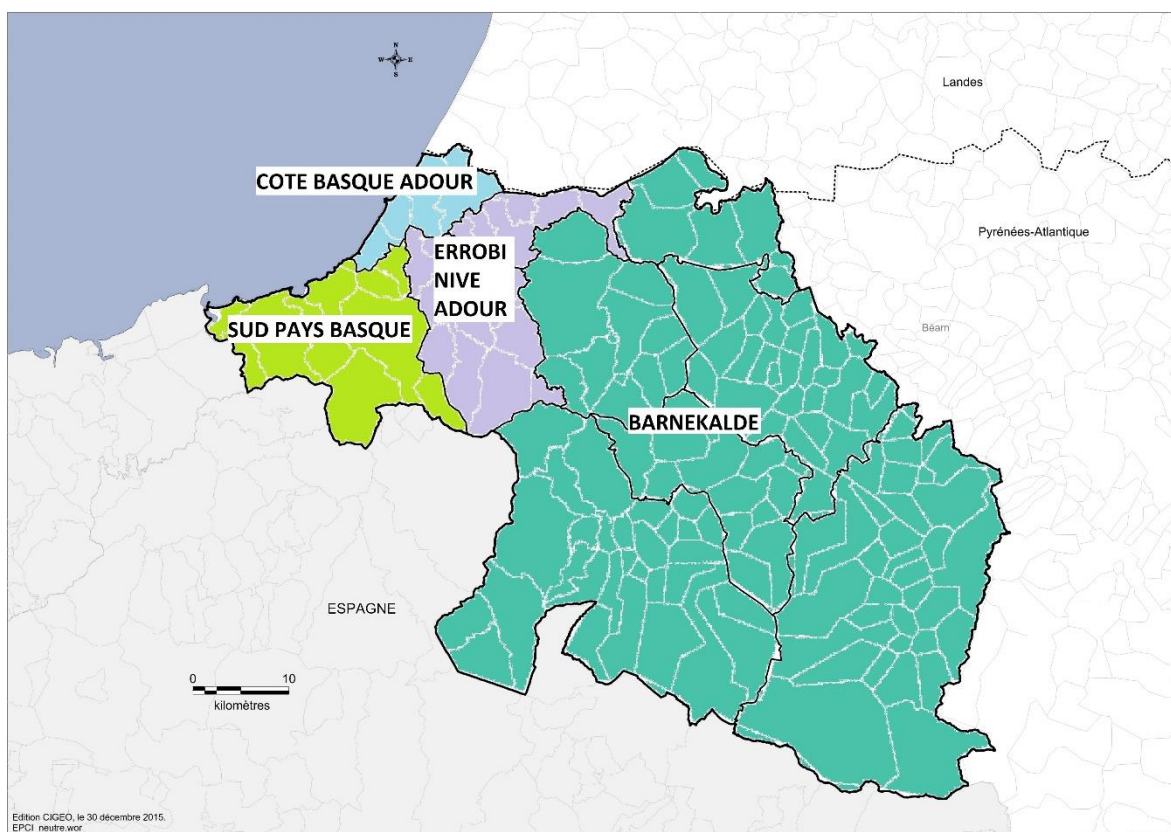 N
W E
S
Landes
COTE BASQUE ADOUR
Pyrénées-Atlantique
ERROBI
NIVE
ADOUR
SUD PAYS BASQUE
Béarn
BARNEKALDE
ESPAGNE
0 10
kilomètres
Edition CIGEO, le 30 décembre 2015.
EPCI_neutre.wor